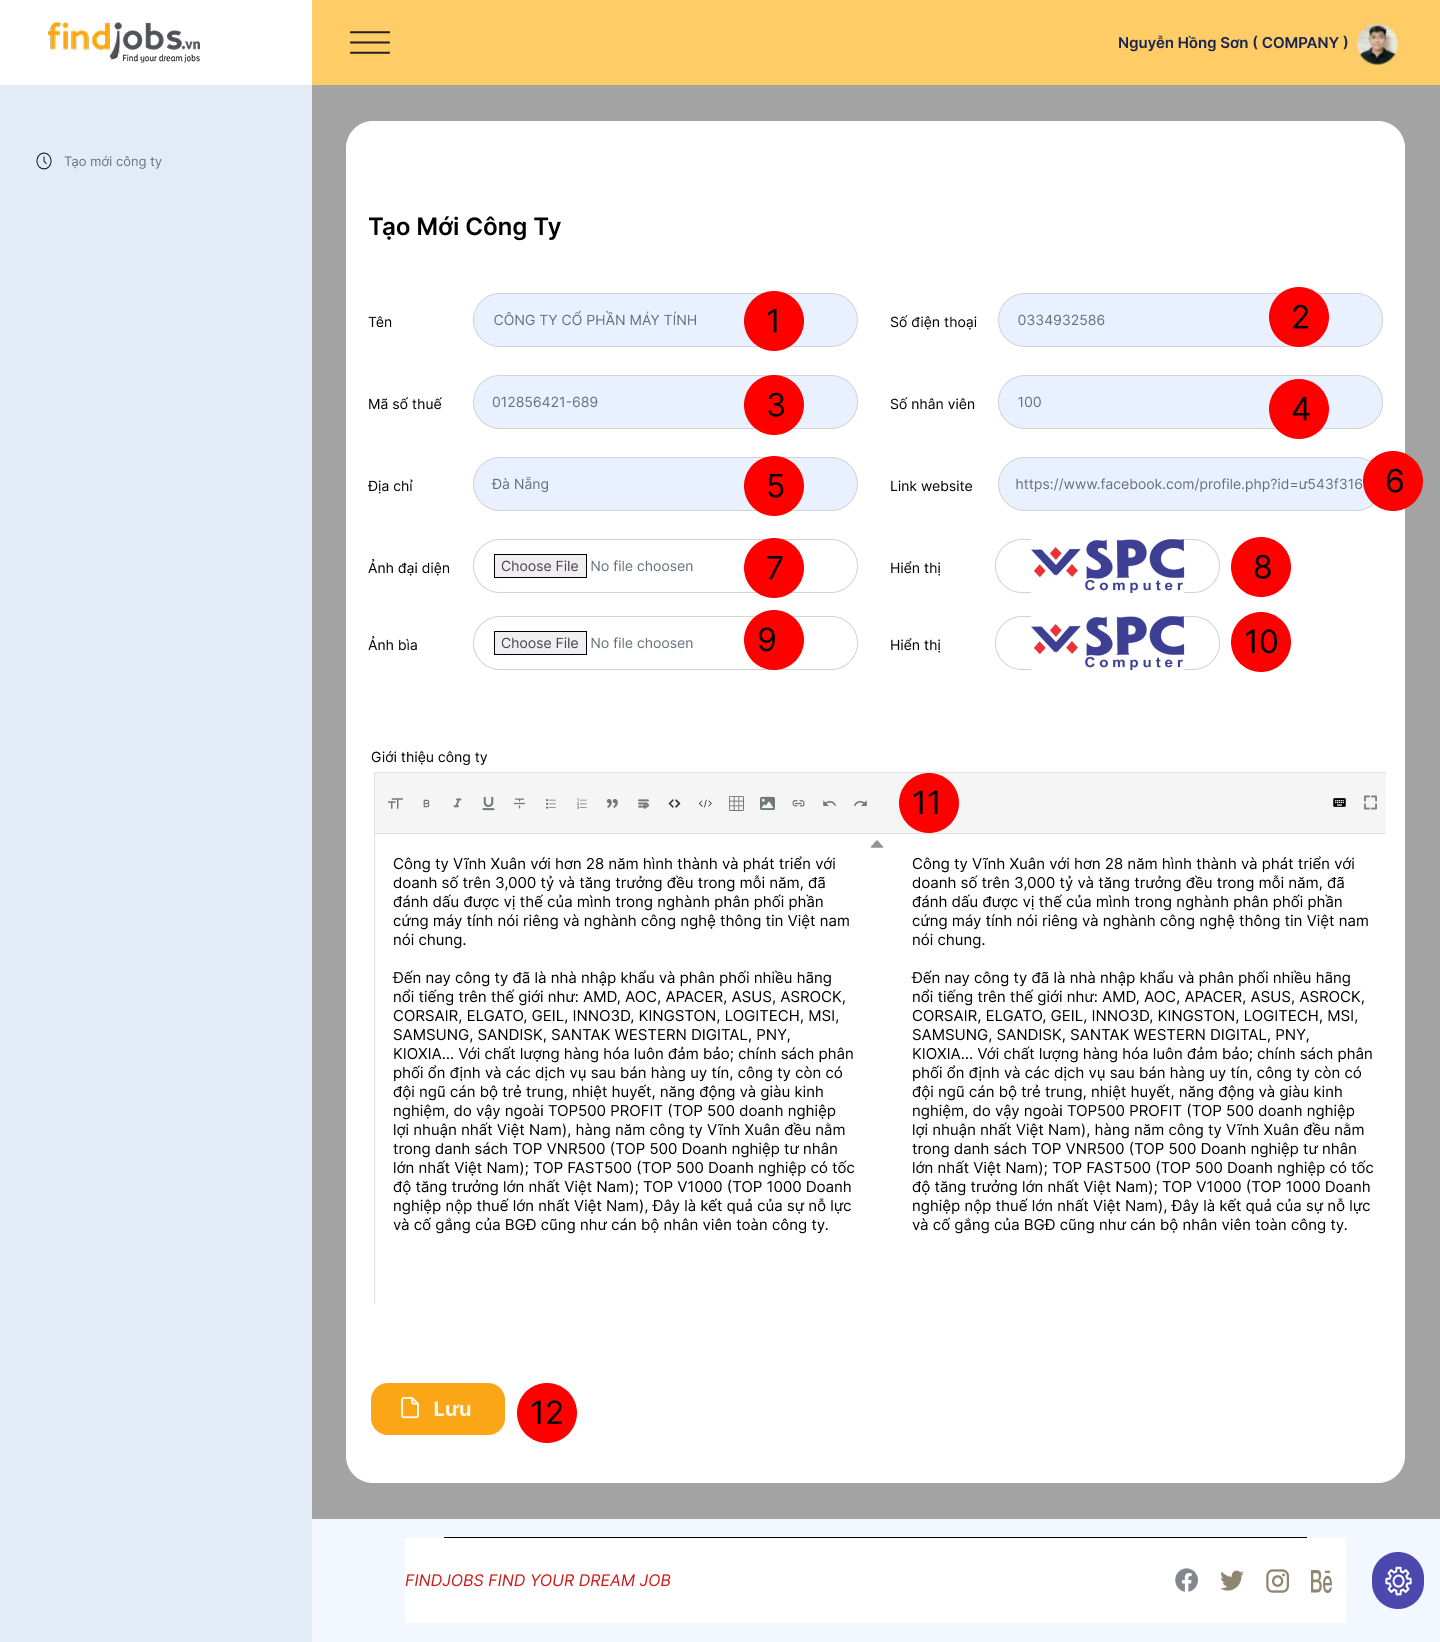 findjobs.vn
Find your dream jobs
Nguyễn Hồng Sơn ( COMPANY )
Tạo mới công ty
Tạo Mới Công Ty
Tên
CÔNG TY CỔ PHẦN MÁY TÍNH
1
Số điện thoại
0334932586
2
Mã số thuế
012856421-689
3
Số nhân viên
100
4
Địa chỉ
Đà Nẵng
5
Link website
https://www.facebook.com/profile.php?id=ư543f316
6
Ảnh đại diện
Choose File No file choosen
7
Hiển thị
SPC
Computer
8
Ảnh bìa
Choose File No file choosen
9
Hiển thị
SPC
Computer
10
Giới thiệu công ty
11
Công ty Vĩnh Xuân với hơn 28 năm hình thành và phát triển với
doanh số trên 3,000 tỷ và tăng trưởng đều trong mỗi năm, đã
đánh dấu được vị thế của mình trong nghành phân phối phần
cứng máy tính nói riêng và nghành công nghệ thông tin Việt nam
nói chung.
Đến nay công ty đã là nhà nhập khẩu và phân phối nhiều hãng
nổi tiếng trên thế giới như: AMD, AOC, APACER, ASUS, ASROCK,
CORSAIR, ELGATO, GEIL, INNO3D, KINGSTON, LOGITECH, MSI,
SAMSUNG, SANDISK, SANTAK WESTERN DIGITAL, PNY,
KIOXIA... Với chất lượng hàng hóa luôn đảm bảo; chính sách phân
phối ổn định và các dịch vụ sau bán hàng uy tín, công ty còn có
đội ngũ cán bộ trẻ trung, nhiệt huyết, năng động và giàu kinh
nghiệm, do vậy ngoài TOP500 PROFIT (TOP 500 doanh nghiệp
lợi nhuận nhất Việt Nam), hàng năm công ty Vĩnh Xuân đều nằm
trong danh sách TOP VNR500 (TOP 500 Doanh nghiệp tư nhân
lớn nhất Việt Nam); TOP FAST500 (TOP 500 Doanh nghiệp có tốc
độ tăng trưởng lớn nhất Việt Nam); TOP V1000 (TOP 1000 Doanh
nghiệp nộp thuế lớn nhất Việt Nam), Đây là kết quả của sự nỗ lực
và cố gắng của BGĐ cũng như cán bộ nhân viên toàn công ty.
Công ty Vĩnh Xuân với hơn 28 năm hình thành và phát triển với
doanh số trên 3,000 tỷ và tăng trưởng đều trong mỗi năm, đã
đánh dấu được vị thế của mình trong nghành phân phối phần
cứng máy tính nói riêng và nghành công nghệ thông tin Việt nam
nói chung.
Đến nay công ty đã là nhà nhập khẩu và phân phối nhiều hãng
nổi tiếng trên thế giới như: AMD, AOC, APACER, ASUS, ASROCK,
CORSAIR, ELGATO, GEIL, INNO3D, KINGSTON, LOGITECH, MSI,
SAMSUNG, SANDISK, SANTAK WESTERN DIGITAL, PNY,
KIOXIA... Với chất lượng hàng hóa luôn đảm bảo; chính sách phân
phối ổn định và các dịch vụ sau bán hàng uy tín, công ty còn có
đội ngũ cán bộ trẻ trung, nhiệt huyết, năng động và giàu kinh
nghiệm, do vậy ngoài TOP500 PROFIT (TOP 500 doanh nghiệp
lợi nhuận nhất Việt Nam), hàng năm công ty Vĩnh Xuân đều nằm
trong danh sách TOP VNR500 (TOP 500 Doanh nghiệp tư nhân
lớn nhất Việt Nam); TOP FAST500 (TOP 500 Doanh nghiệp có tốc
độ tăng trưởng lớn nhất Việt Nam); TOP V1000 (TOP 1000 Doanh
nghiệp nộp thuế lớn nhất Việt Nam), Đây là kết quả của sự nỗ lực
và cố gắng của BGĐ cũng như cán bộ nhân viên toàn công ty.
Lưu
12
FINDJOBS FIND YOUR DREAM JOB